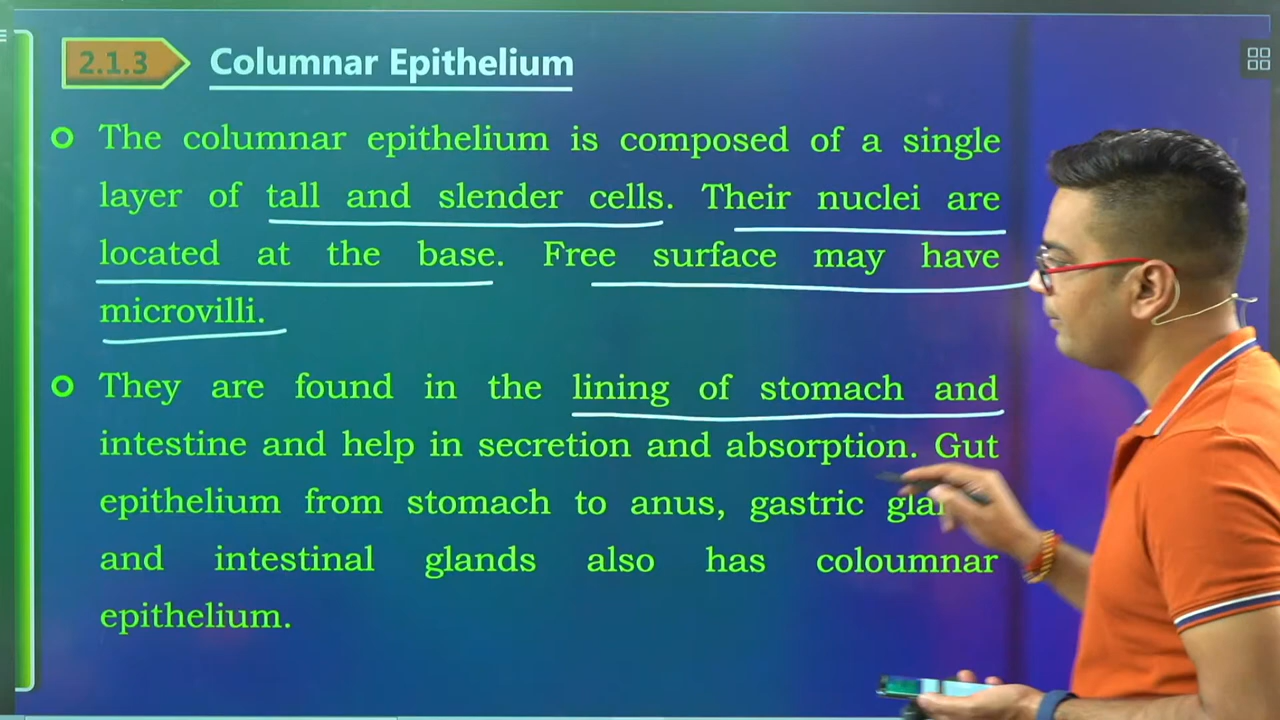 2.1.3 Columnar Epithelium
The columnar epithelium is composed of a single
layer of tall and slender cells. Their nuclei are
located at the base. Free surface may have
microvilli.
They are found in the lining of stomach and
intestine and help in secretion and absorption. Gut
epithelium from stomach to anus, gastric
and intestinal glands also has coloumnar
epithelium.